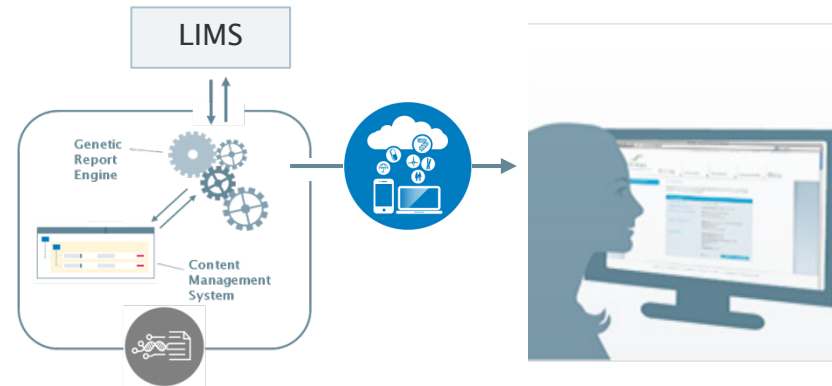 LIMS
Genetic
Report
Engine
Content
Management
System